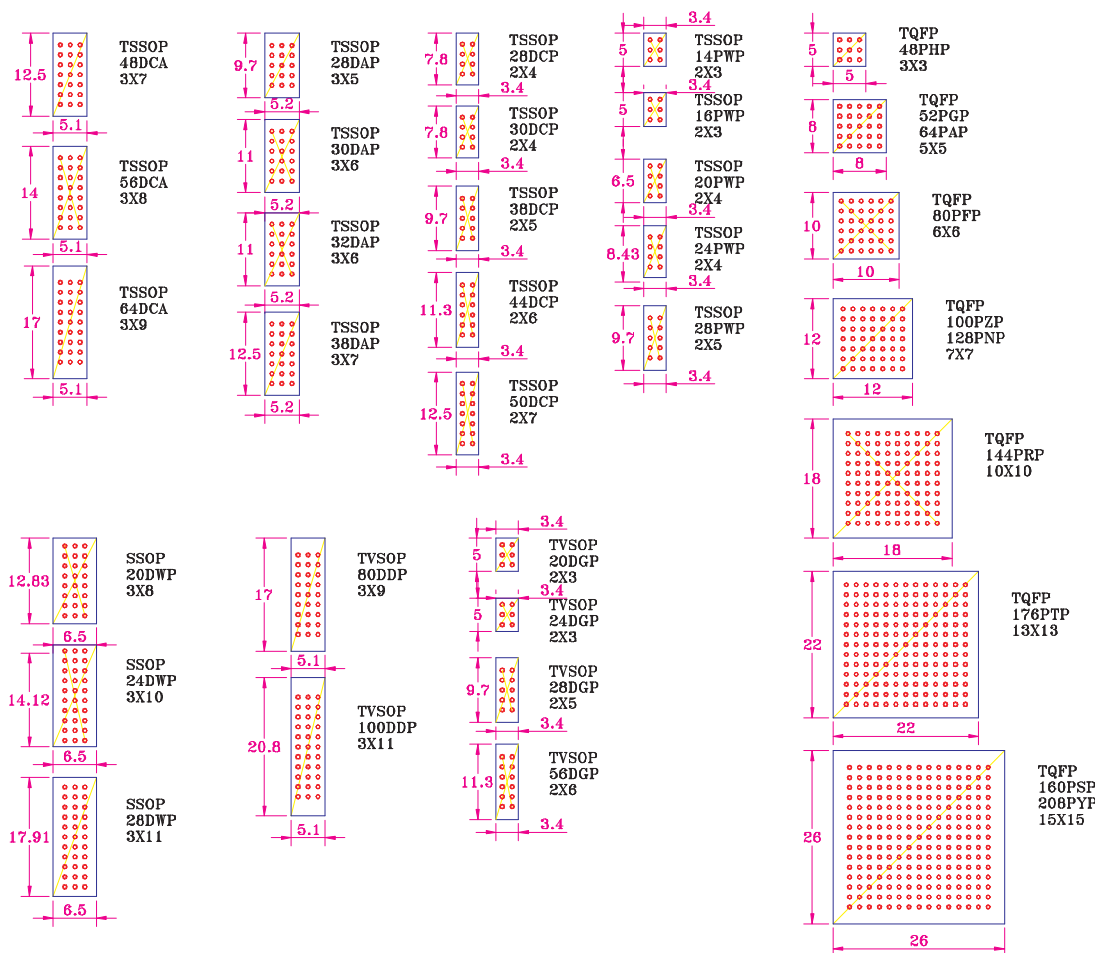 12.5
5.1
TSSOP
48DCA
3X7
14
5.1
TSSOP
56DCA
3X8
17
5.1
TSSOP
64DCA
3X9
9.7
5.2
TSSOP
28DAP
3X5
11
5.2
TSSOP
30DAP
3X6
11
5.2
TSSOP
32DAP
3X6
12.5
5.2
TSSOP
38DAP
3X7
7.8
3.4
TSSOP
28DCP
2X4
7.8
3.4
TSSOP
30DCP
2X4
9.7
3.4
TSSOP
38DCP
2X5
11.3
3.4
TSSOP
44DCP
2X6
12.5
3.4
TSSOP
50DCP
2X7
3.4
5
TSSOP
14PWP
2X3
3.4
5
TSSOP
16PWP
2X3
6.5
3.4
TSSOP
20PWP
2X4
8.43
3.4
TSSOP
24PWP
2X4
9.7
3.4
TSSOP
28PWP
2X5
5
5
TQFP
48PHP
3X3
8
8
TQFP
52PGP
64PAP
5X5
10
10
TQFP
80PFP
6X6
12
12
TQFP
100PZP
128PNP
7X7
18
18
TQFP
144PRP
10X10
22
22
TQFP
176PTP
13X13
26
26
TQFP
160PSP
208PYP
15X15
12.83
6.5
SSOP
20DWP
3X8
14.12
6.5
SSOP
24DWP
3X10
17.91
6.5
SSOP
28DWP
3X11
17
5.1
TVSOP
80DDP
3X9
20.8
5.1
TVSOP
100DDP
3X11
3.4
5
TVSOP
20DGP
2X3
3.4
5
TVSOP
24DGP
2X3
9.7
3.4
TVSOP
28DGP
2X5
11.3
3.4
TVSOP
56DGP
2X6